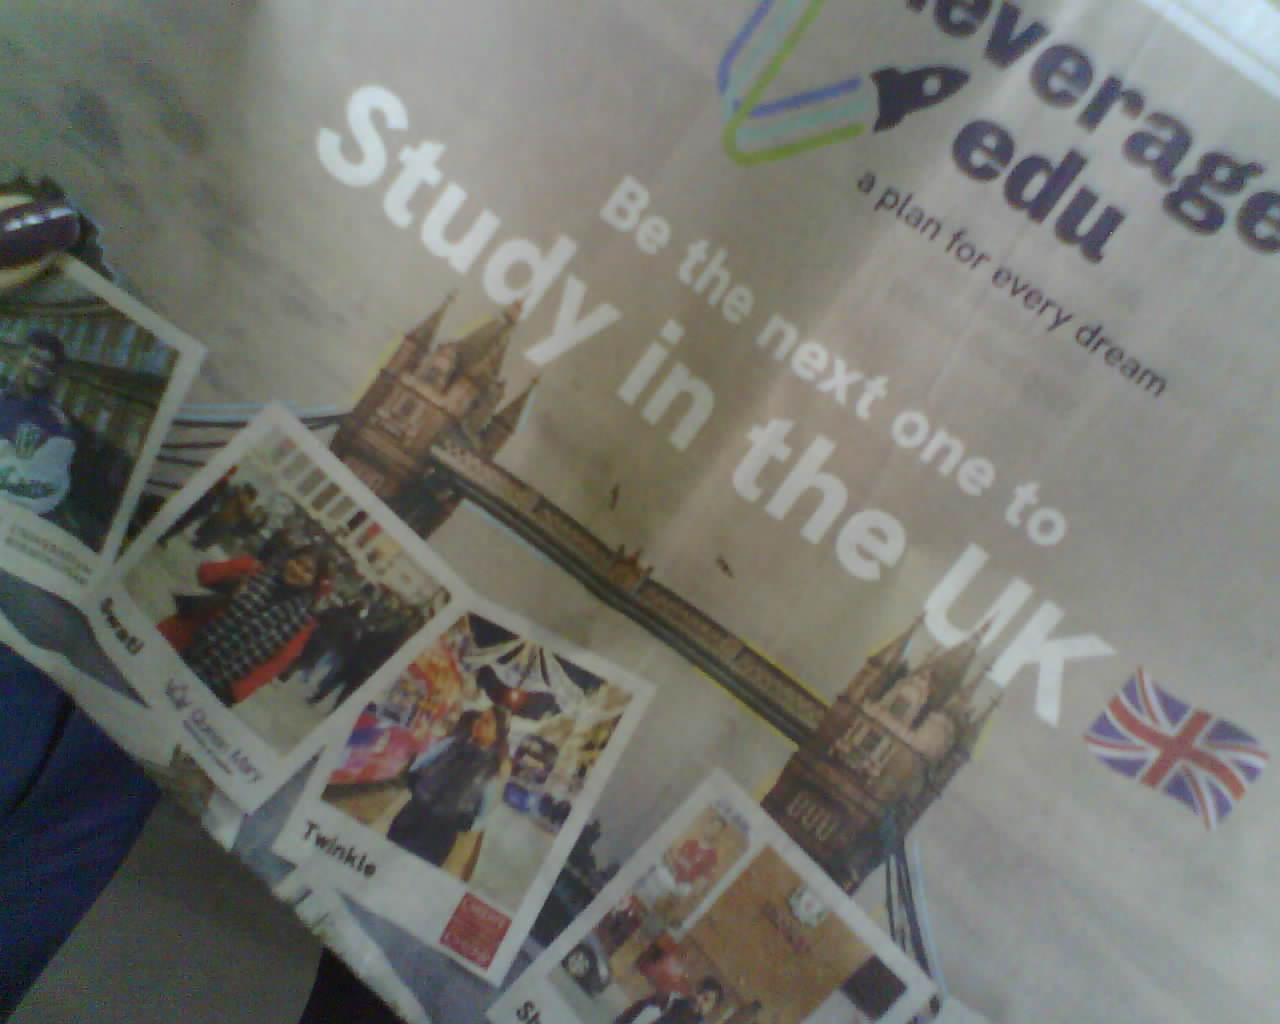 leverage
edu
a plan for every dream
Be the next one to
Study in the UK
Swati
Queen Mary
Twinkle
Sh